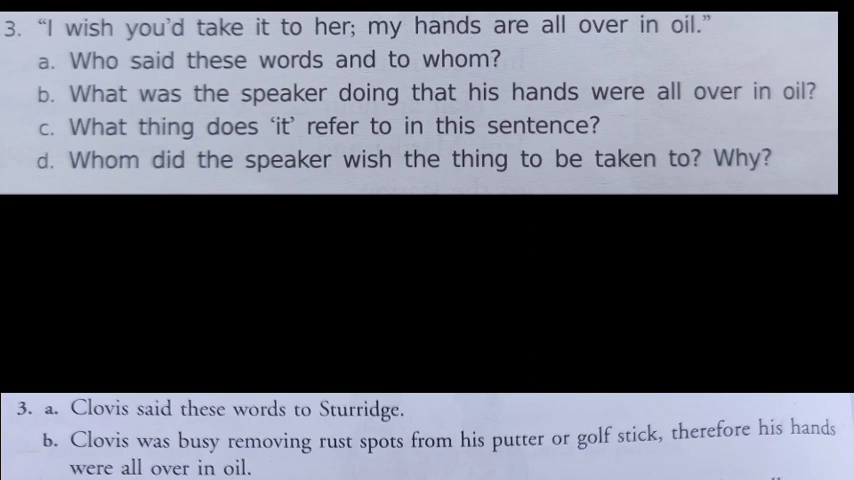 3. “I wish you’d take it to her; my hands are all over in oil.”
a. Who said these words and to whom?
b. What was the speaker doing that his hands were all over in oil?
c. What thing does ‘it’ refer to in this sentence?
d. Whom did the speaker wish the thing to be taken to? Why?
3. a. Clovis said these words to Sturridge.
b. Clovis was busy removing rust spots from his putter or golf stick, therefore his hands
were all over in oil.